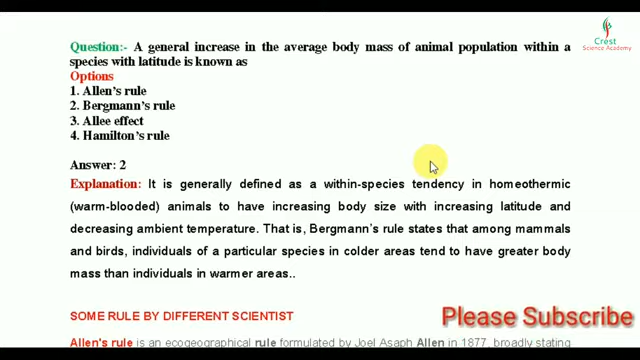 Crest
Science Academy
Question:- A general increase in the average body mass of animal population within a
species with latitude is known as
Options
1. Allen's rule
2. Bergmann's rule
3. Allee effect
4. Hamilton's rule
Answer: 2
Explanation: It is generally defined as a within-species tendency in homeothermic
(warm-blooded) animals to have increasing body size with increasing latitude and
decreasing ambient temperature. That is, Bergmann's rule states that among mammals
and birds, individuals of a particular species in colder areas tend to have greater body
mass than individuals in warmer areas..
SOME RULE BY DIFFERENT SCIENTIST
Please Subscribe
Allen's rule is an ecogeographical rule formulated by Joel Asaph Allen in 1877, broadly stating